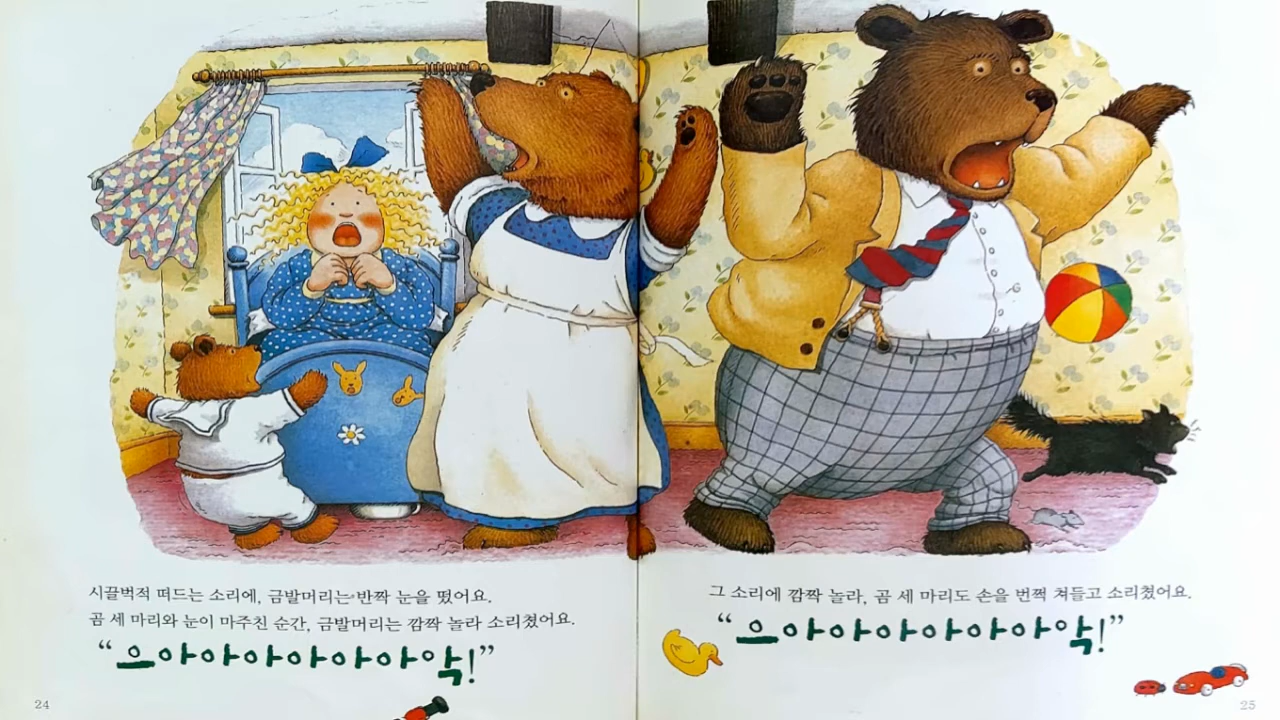 시끌벅적 떠드는 소리에, 금발머리는 반짝 눈을 떴어요.
곰 세 마리와 눈이 마주친 순간, 금발머리는 깜짝 놀라 소리쳤어요.
“으아아아아아아악!”
24
그 소리에 깜짝 놀라, 곰 세 마리도 손을 번쩍 쳐들고 소리쳤어요.
“으아아아아아아악!”
25